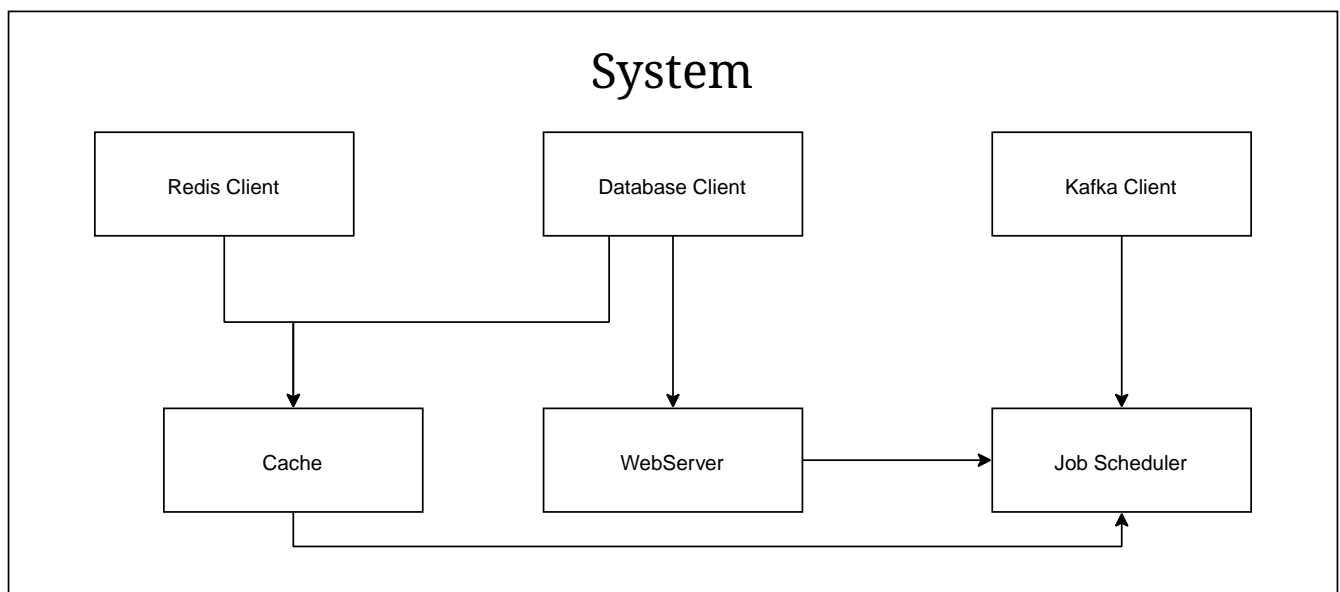 System
Redis Client
Database Client
Kafka Client
Cache
WebServer
Job Scheduler